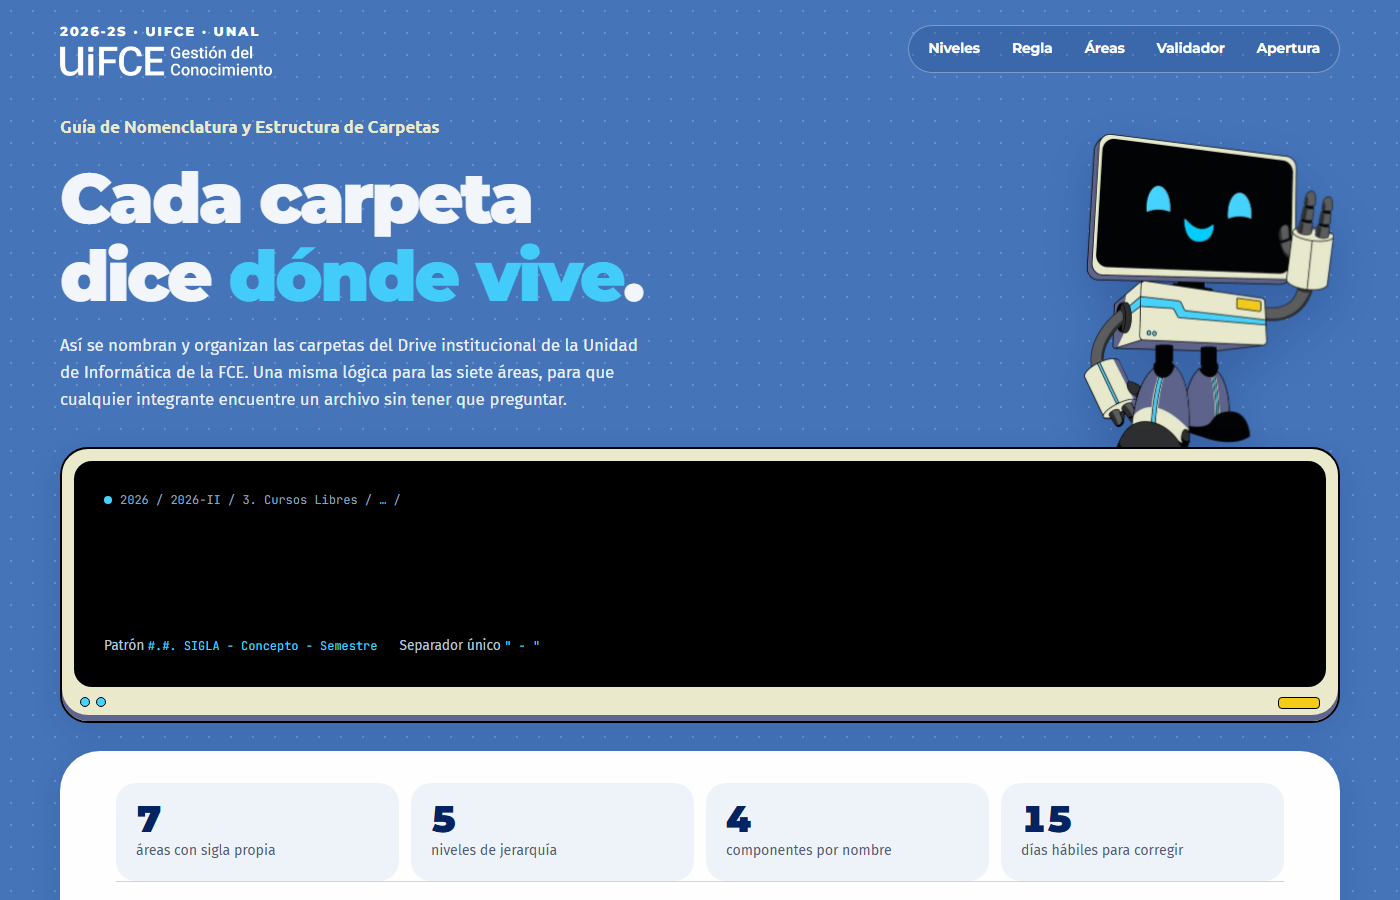 2026-2S · UIFCE · UNAL
UiFCE Gestión del
Conocimiento
Niveles Regla Áreas Validador Apertura
Guía de Nomenclatura y Estructura de Carpetas
Cada carpeta
dice dónde vive.
Así se nombran y organizan las carpetas del Drive institucional de la Unidad
de Informática de la FCE. Una misma lógica para las siete áreas, para que
cualquier integrante encuentre un archivo sin tener que preguntar.
2026 / 2026-II / 3. Cursos Libres / … /
Patrón #.#. SIGLA - Concepto - Semestre Separador único " - "
7
áreas con sigla propia
5
niveles de jerarquía
4
componentes por nombre
15
días hábiles para corregir